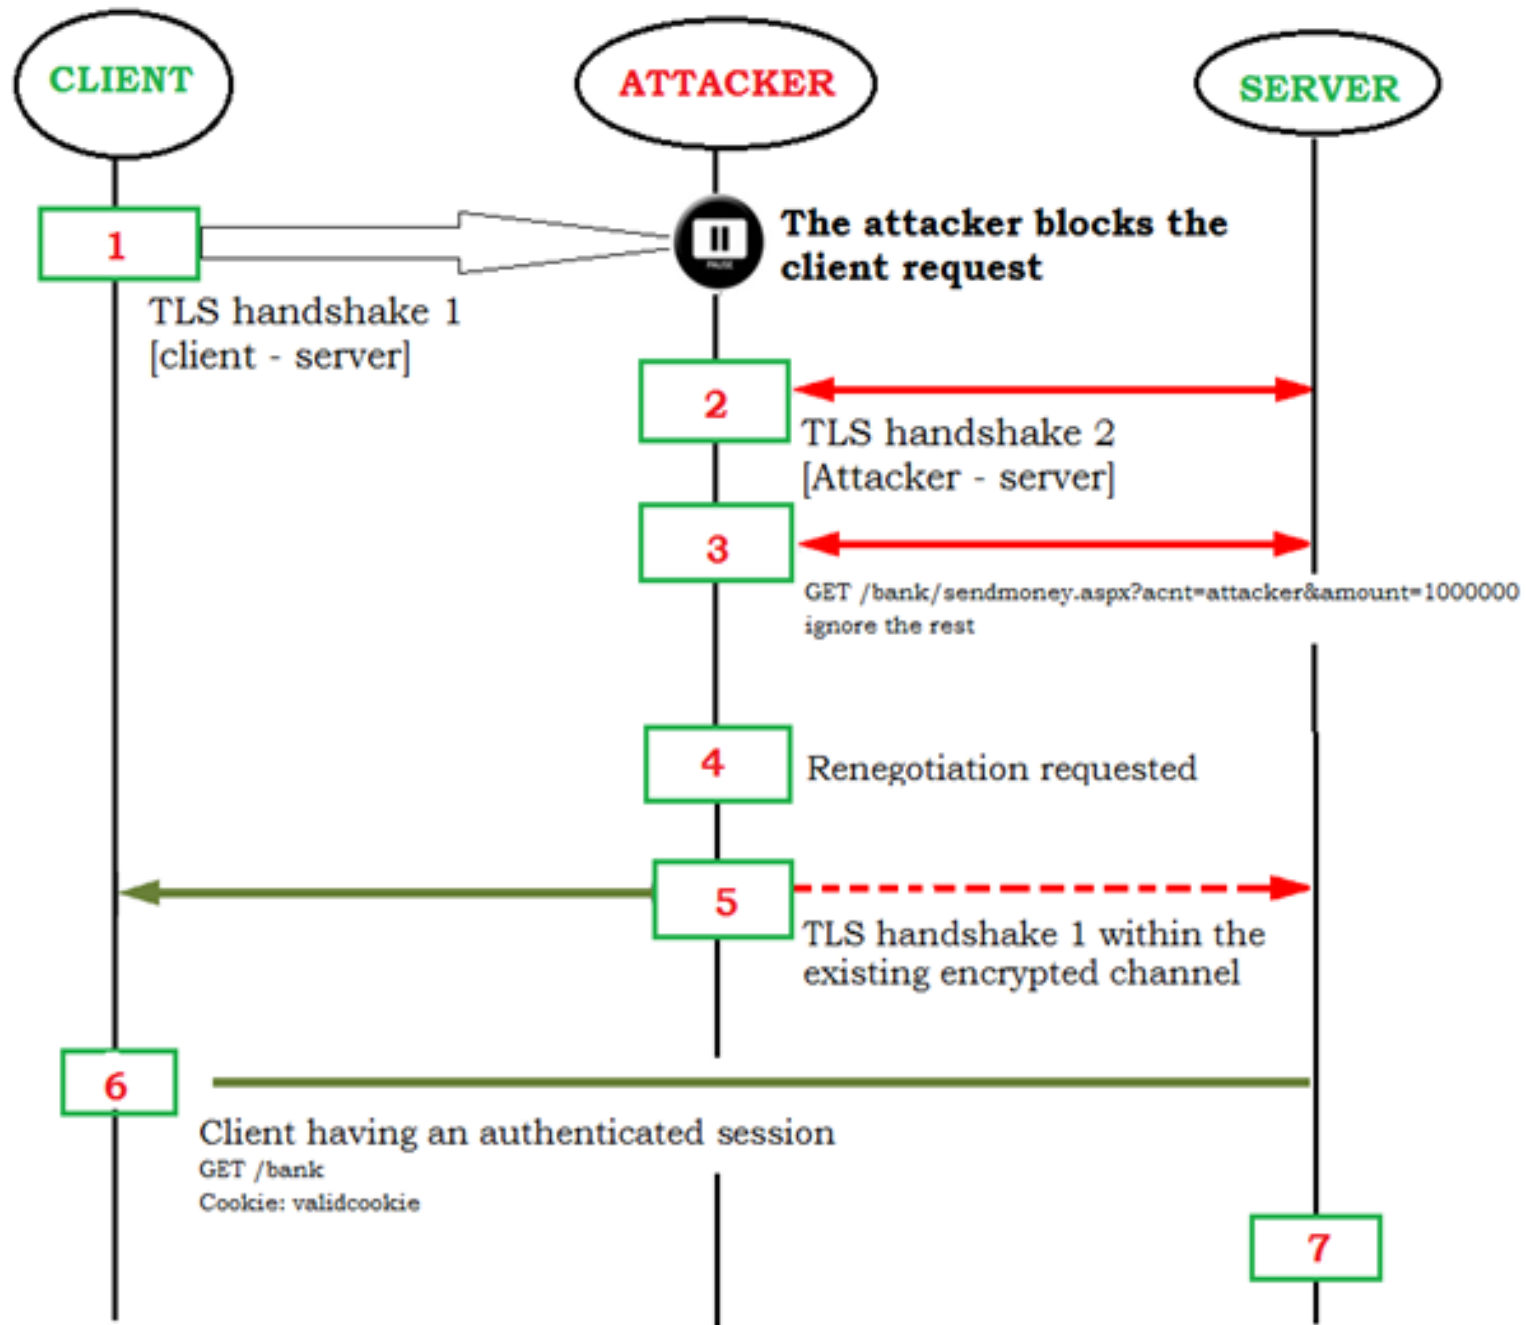 CLIENT
ATTACKER
SERVER
1
PAUSE
The attacker blocks the
client request
TLS handshake 1
[client - server]
2
TLS handshake 2
[Attacker - server]
3
GET /bank/sendmoney.aspx?acnt=attacker&amount=1000000
ignore the rest
4
Renegotiation requested
5
TLS handshake 1 within the
existing encrypted channel
6
Client having an authenticated session
GET /bank
Cookie: validcookie
7